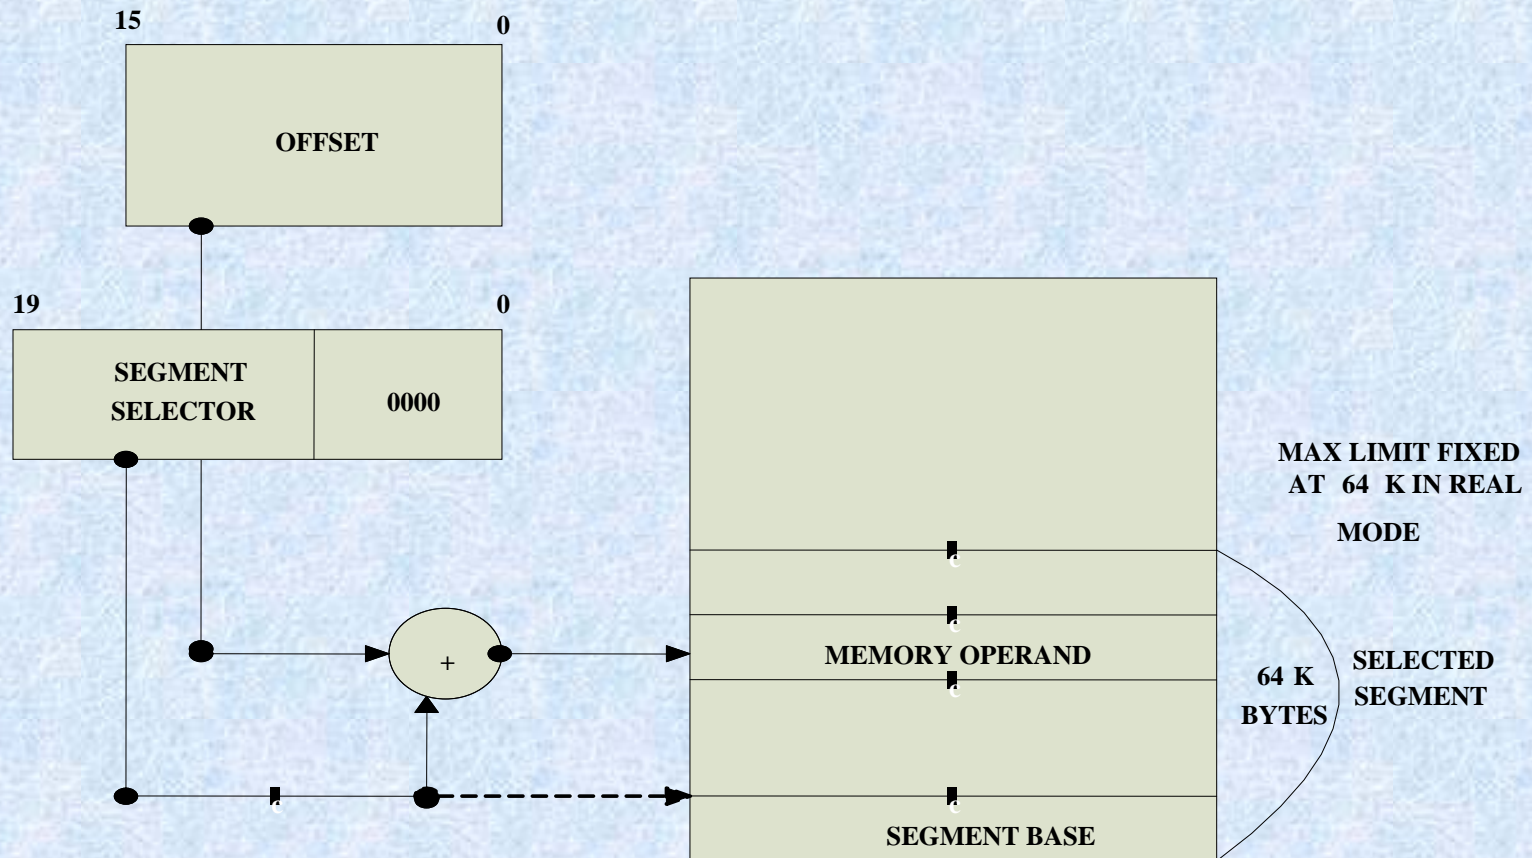 15
0
OFFSET
19
0
SEGMENT
SELECTOR
0000
MAX LIMIT FIXED
AT 64 K IN REAL
MODE
+
MEMORY OPERAND
64 K
BYTES
SELECTED
SEGMENT
SEGMENT BASE